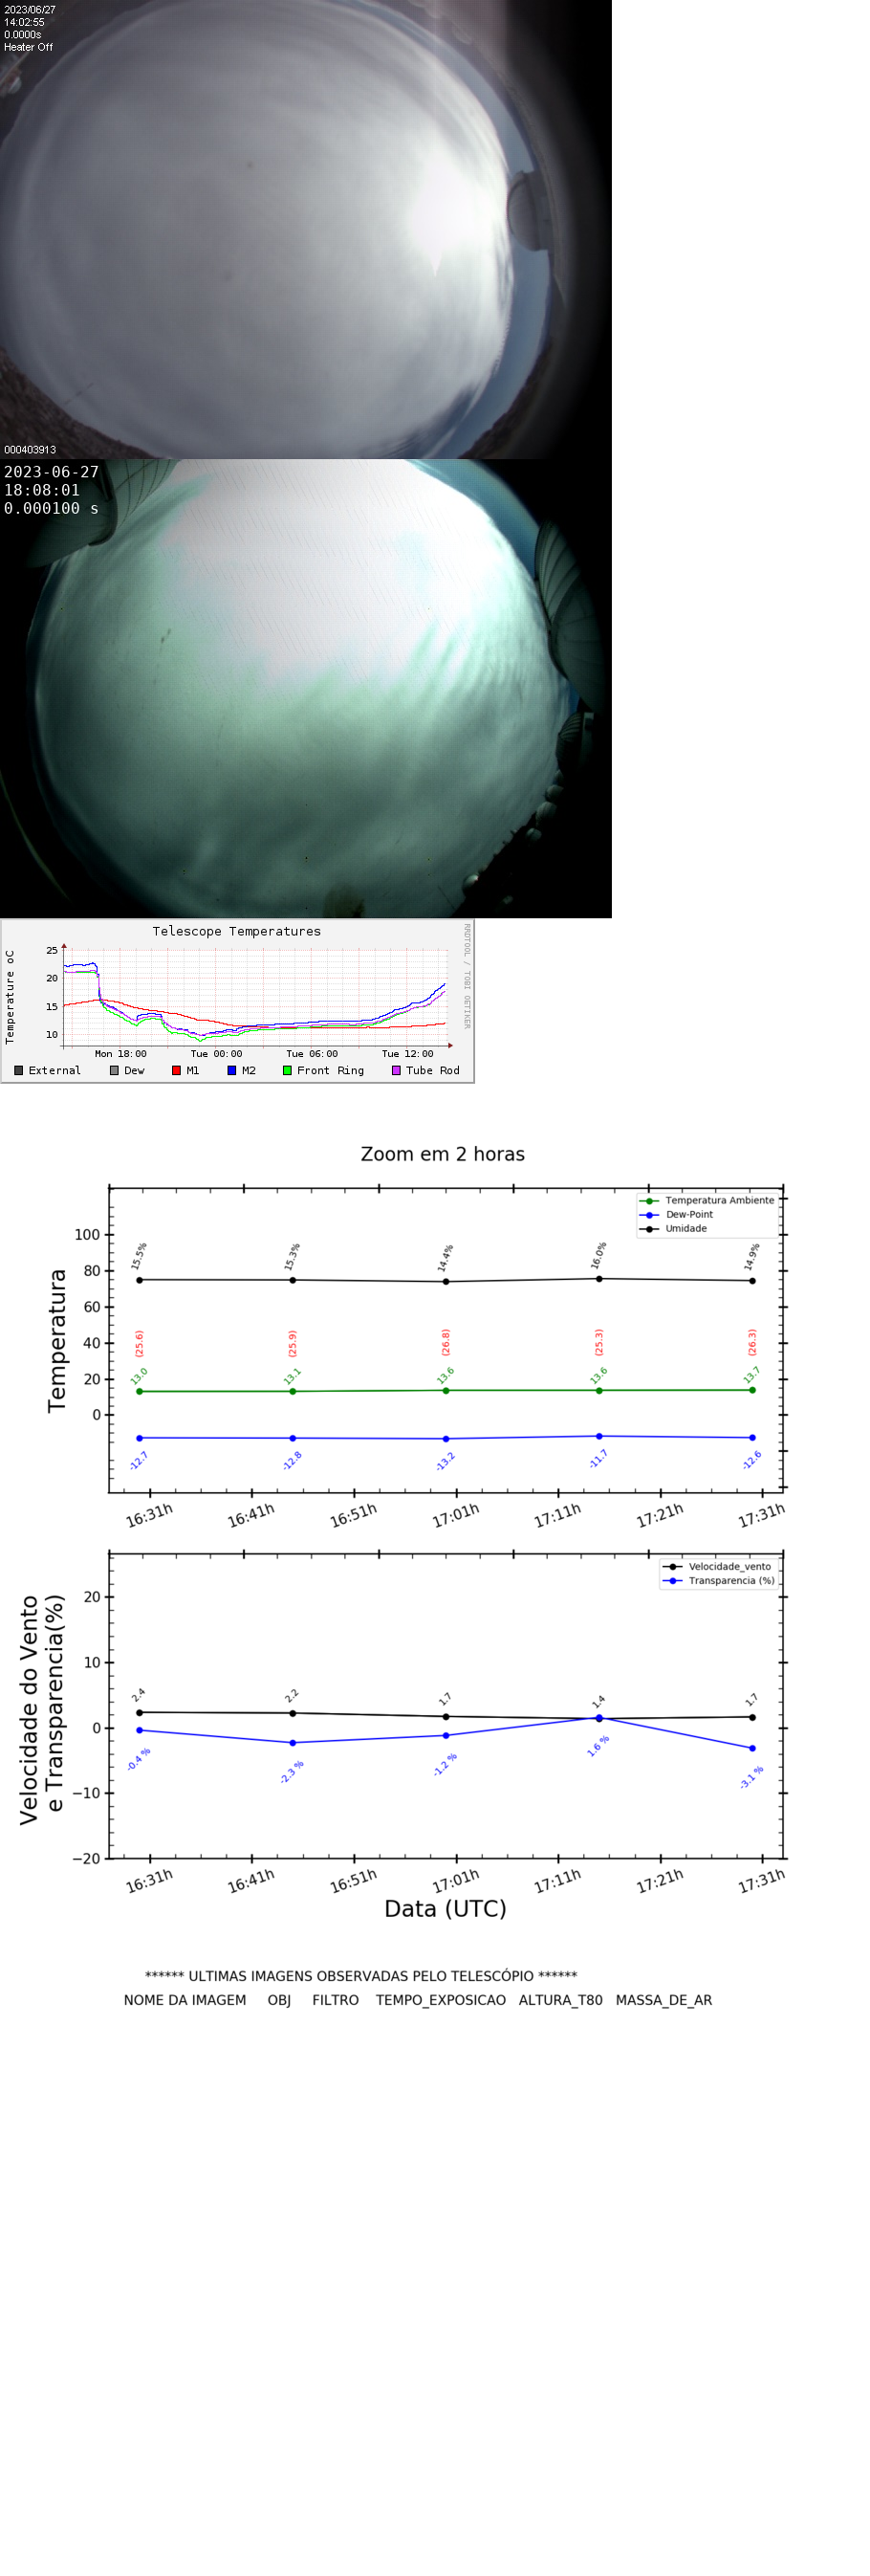 2023/06/27
14:02:55
0.0000s
Heater Off
000403913
2023-06-27
18:08:01
0.000100 s
Telescope Temperatures
RRDTOOL / TOBI OETIKER
Temperature oC
25
20
15
10
Mon 18:00 Tue 00:00 Tue 06:00 Tue 12:00
External Dew M1 M2 Front Ring Tube Rod
Zoom em 2 horas
Temperatura
100
80
60
40
20
0
Temperatura Ambiente
Dew-Point
Umidade
15.5% 15.3% 14.4% 16.0% 14.9%
(25.6) (25.9) (26.8) (25.3) (26.3)
13.0 13.1 13.6 13.6 13.7
-12.7 -12.8 -13.2 -11.7 -12.6
16:31h 16:41h 16:51h 17:01h 17:11h 17:21h 17:31h
Velocidade do Vento
e Transparencia(%)
20
10
0
−10
−20
Velocidade_vento
Transparencia (%)
2.4 2.2 1.7 1.4 1.7
-0.4 % -2.3 % -1.2 % 1.6 % -3.1 %
16:31h 16:41h 16:51h 17:01h 17:11h 17:21h 17:31h
Data (UTC)
****** ULTIMAS IMAGENS OBSERVADAS PELO TELESCÓPIO ******
NOME DA IMAGEM OBJ FILTRO TEMPO_EXPOSICAO ALTURA_T80 MASSA_DE_AR